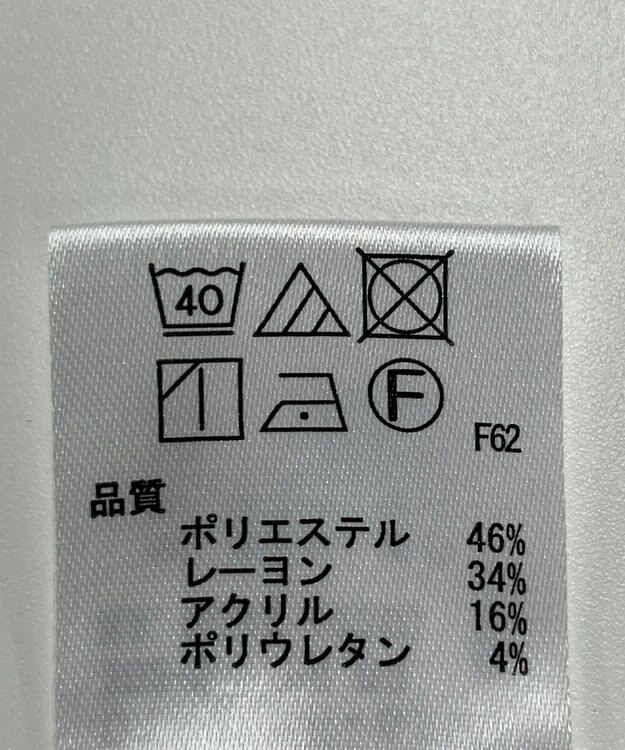 40
F
F62
品質
ポリエステル 46%
レーヨン 34%
アクリル 16%
ポリウレタン 4%